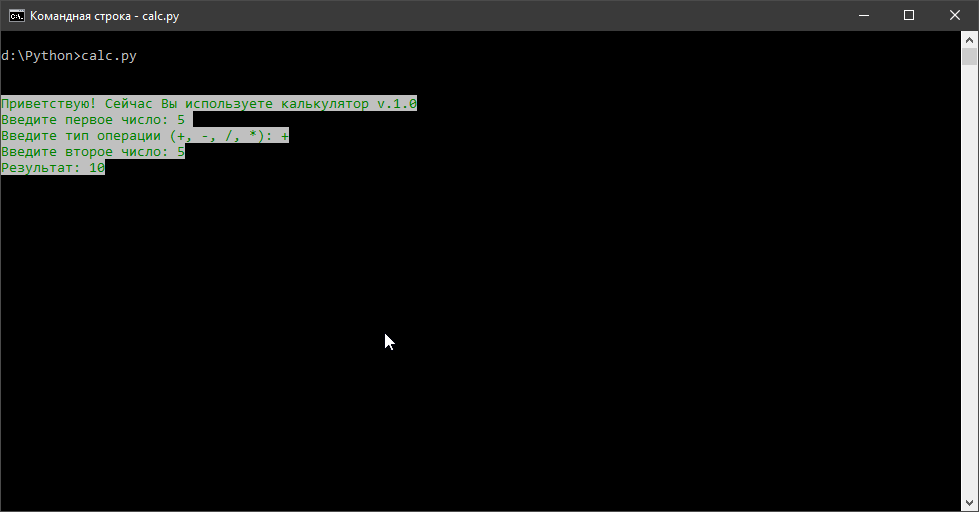 Командная строка - calc.py
d:\Python>calc.py
Приветствую! Сейчас Вы используете калькулятор v.1.0
Введите первое число: 5
Введите тип операции (+, -, /, *): +
Введите второе число: 5
Результат: 10